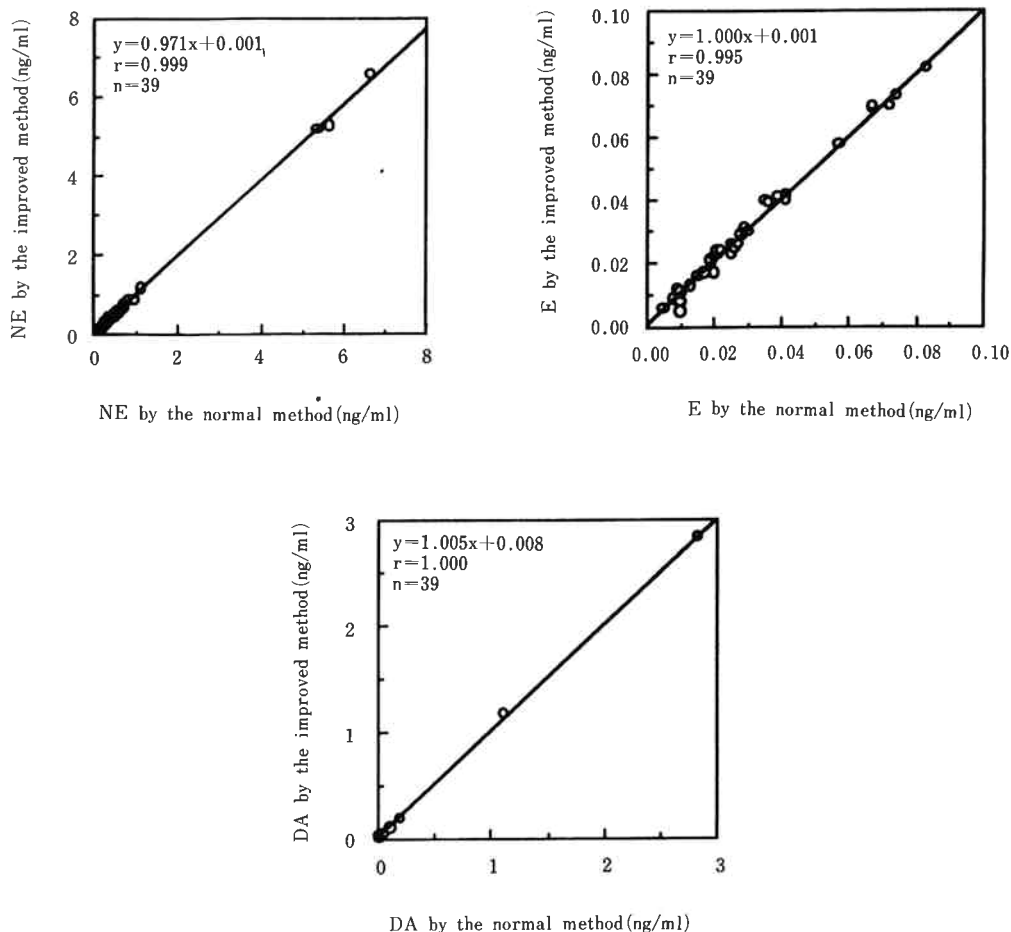 NE by the improved method(ng/ml)
8
6
4
2
0
y=0.971x+0.001
r=0.999
n=39
0 2 4 6 8
NE by the normal method(ng/ml)
E by the improved method(ng/ml)
0.10
0.08
0.06
0.04
0.02
0.00
y=1.000x+0.001
r=0.995
n=39
0.00 0.02 0.04 0.06 0.08 0.10
E by the normal method(ng/ml)
DA by the improved method(ng/ml)
3
2
1
0
y=1.005x+0.008
r=1.000
n=39
0 1 2 3
DA by the normal method(ng/ml)